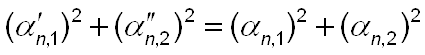 (α′ₙ,₁)² + (α″ₙ,₂)² = (αₙ,₁)² + (αₙ,₂)²